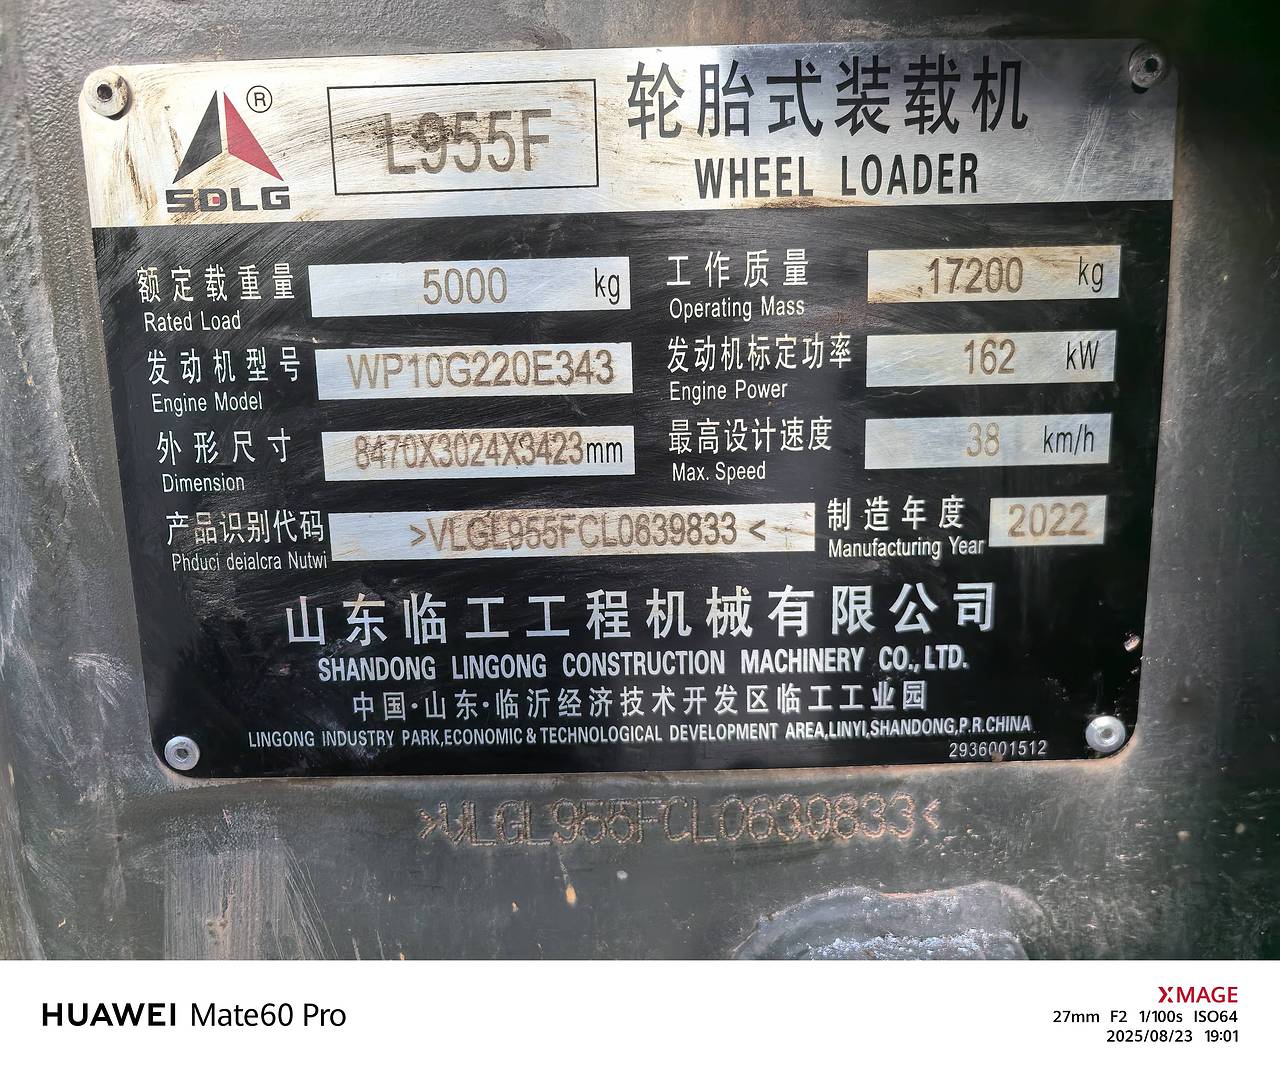 SDLG ®
L955F
轮胎式装载机
WHEEL LOADER
额定载重量 5000 kg
Rated Load
工作质量 17200 kg
Operating Mass
发动机型号 WP10G220E343
Engine Model
发动机标定功率 162 kW
Engine Power
外形尺寸 8470X3024X3423mm
Dimension
最高设计速度 38 km/h
Max. Speed
产品识别代码 >VLGL955FCL0639833<
Phduci deialcra Nutwi
制造年度 2022
Manufacturing Year
山东临工工程机械有限公司
SHANDONG LINGONG CONSTRUCTION MACHINERY CO.,LTD.
中国·山东·临沂经济技术开发区临工工业园
LINGONG INDUSTRY PARK,ECONOMIC & TECHNOLOGICAL DEVELOPMENT AREA,LINYI,SHANDONG,P.R.CHINA
2936001512
>VLGL955FCL0639833<
HUAWEI Mate60 Pro
XMAGE
27mm F2 1/100s ISO64
2025/08/23 19:01